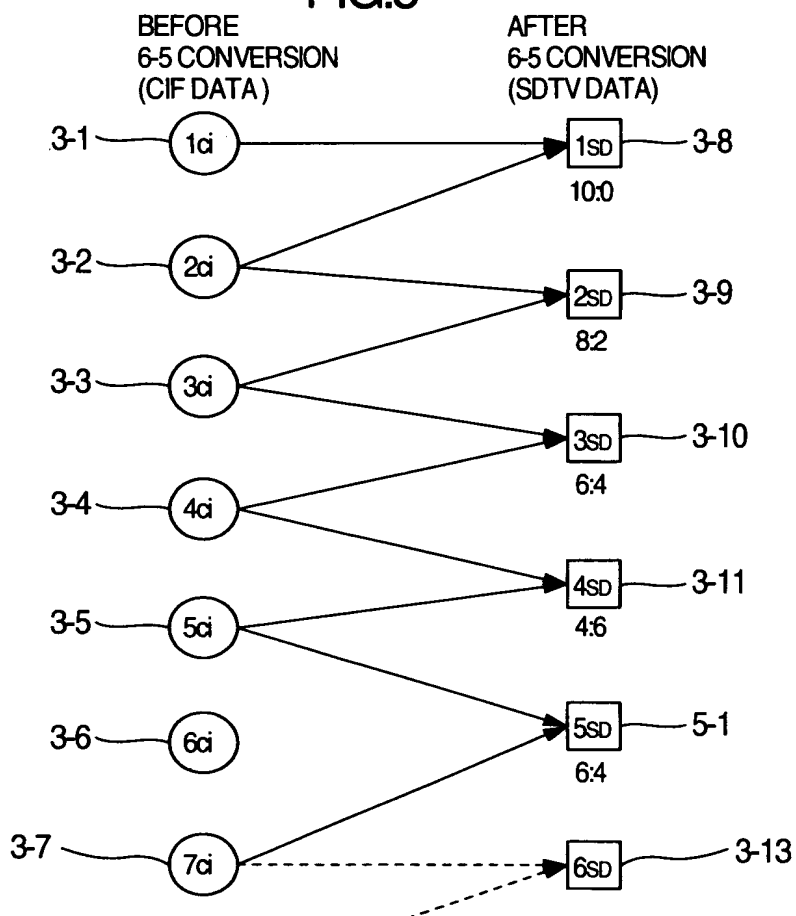 BEFORE
6-5 CONVERSION
(CIF DATA)
AFTER
6-5 CONVERSION
(SDTV DATA)
3-1 1ci 1SD 3-8
10:0
3-2 2ci 2SD 3-9
8:2
3-3 3ci 3SD 3-10
6:4
3-4 4ci 4SD 3-11
4:6
3-5 5ci
3-6 6ci 5SD 5-1
6:4
3-7 7ci 6SD 3-13